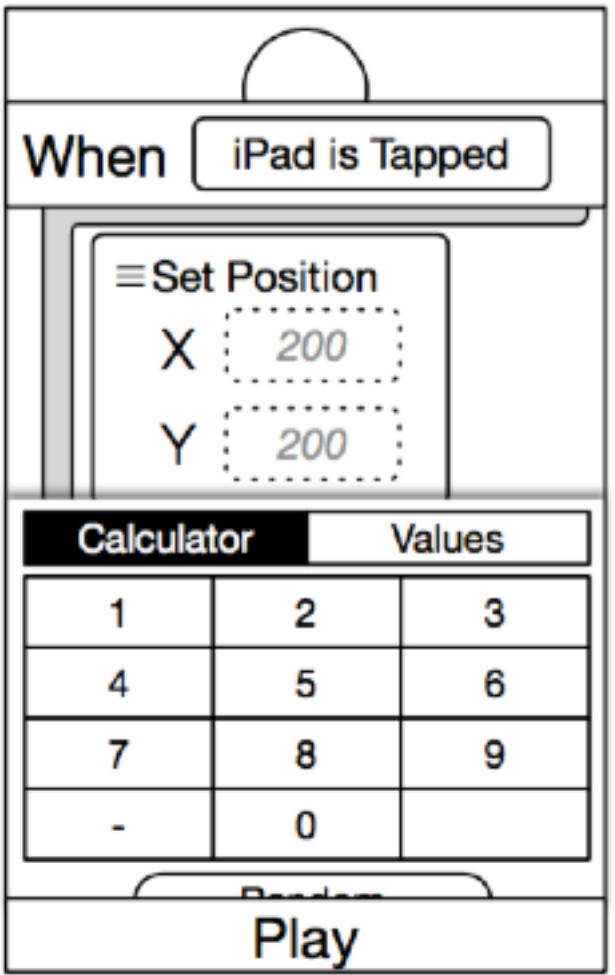 When iPad is Tapped
Set Position
X 200
Y 200
Calculator Values
1 2 3
4 5 6
7 8 9
- 0
Random
Play